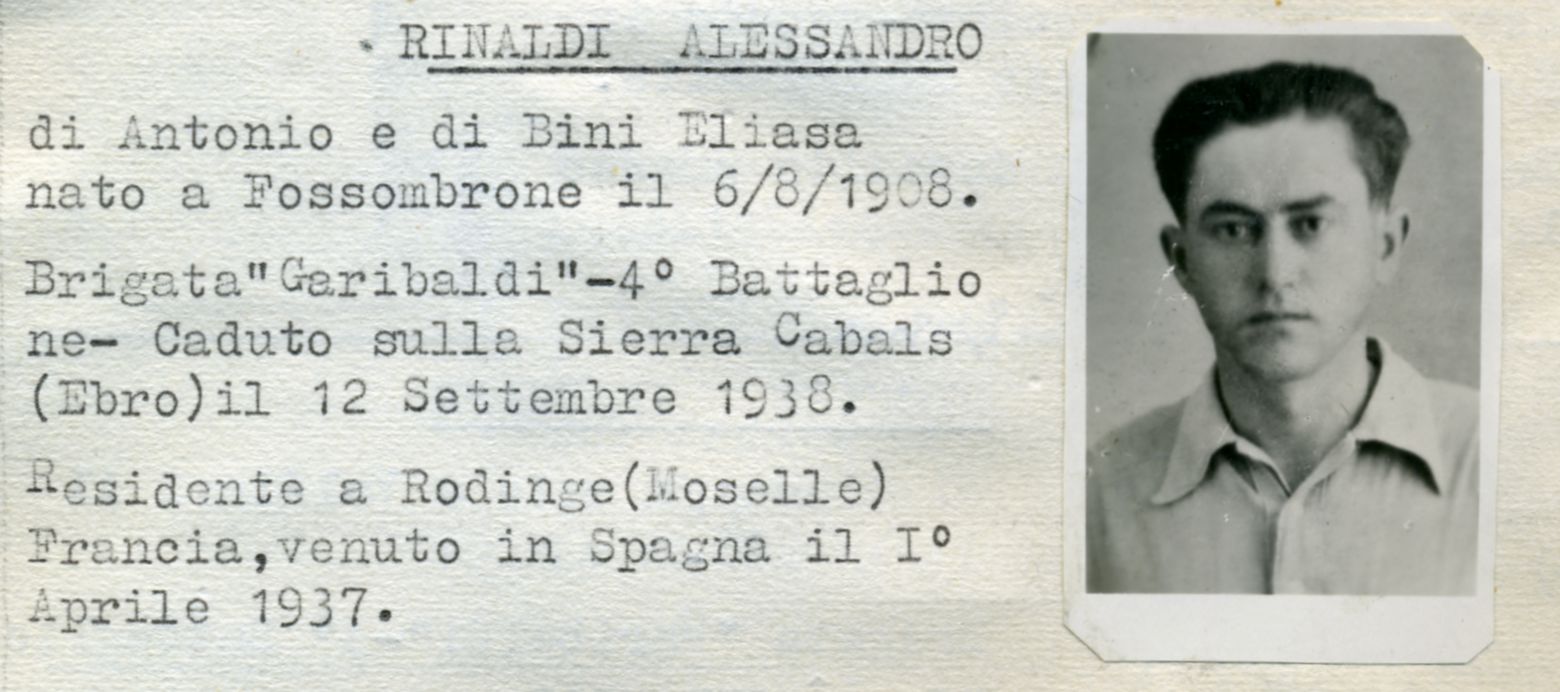 RINALDI ALESSANDRO
di Antonio e di Bini Eliasa
nato a Fossombrone il 6/8/1908.
Brigata"Garibaldi"-4° Battaglio
ne- Caduto sulla Sierra Cabals
(Ebro)il 12 Settembre 1938.
Residente a Rodinge(Moselle)
Francia,venuto in Spagna il I°
Aprile 1937.